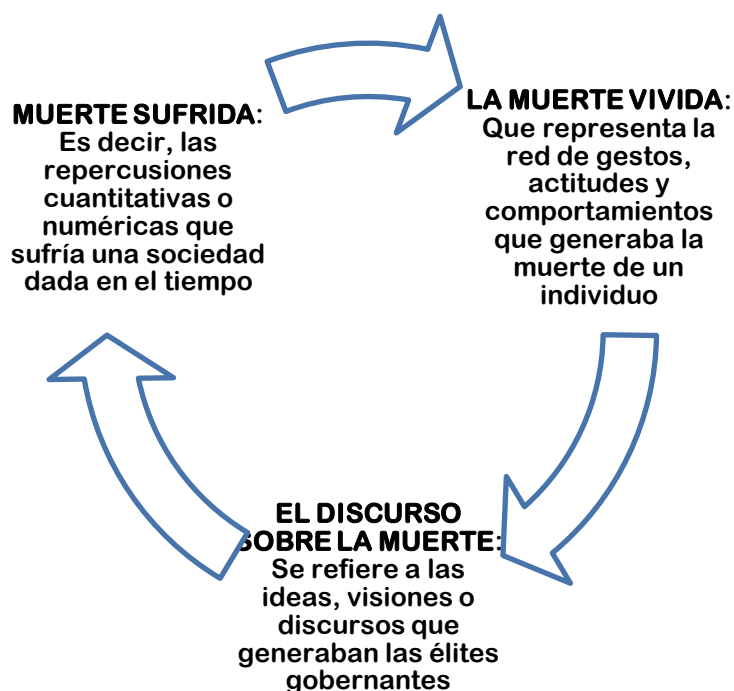 MUERTE SUFRIDA:
Es decir, las
repercusiones
cuantitativas o
numéricas que
sufría una sociedad
dada en el tiempo
LA MUERTE VIVIDA:
Que representa la
red de gestos,
actitudes y
comportamientos
que generaba la
muerte de un
individuo
EL DISCURSO
SOBRE LA MUERTE:
Se refiere a las
ideas, visiones o
discursos que
generaban las élites
gobernantes